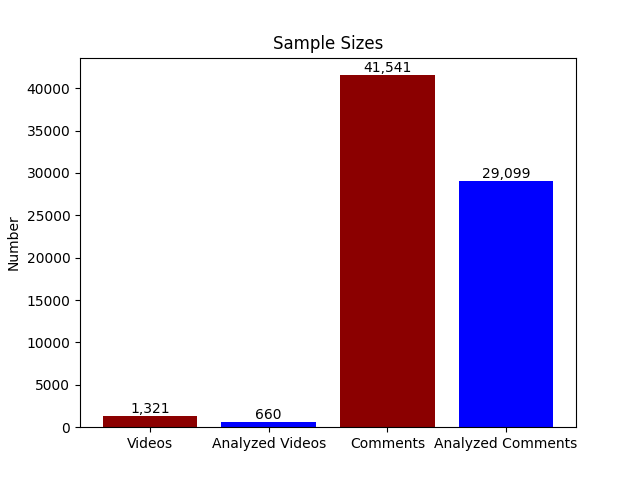 Sample Sizes
41,541
40000
35000
30000
29,099
25000
Number
20000
15000
10000
5000
1,321
660
0
Videos
Analyzed Videos
Comments
Analyzed Comments